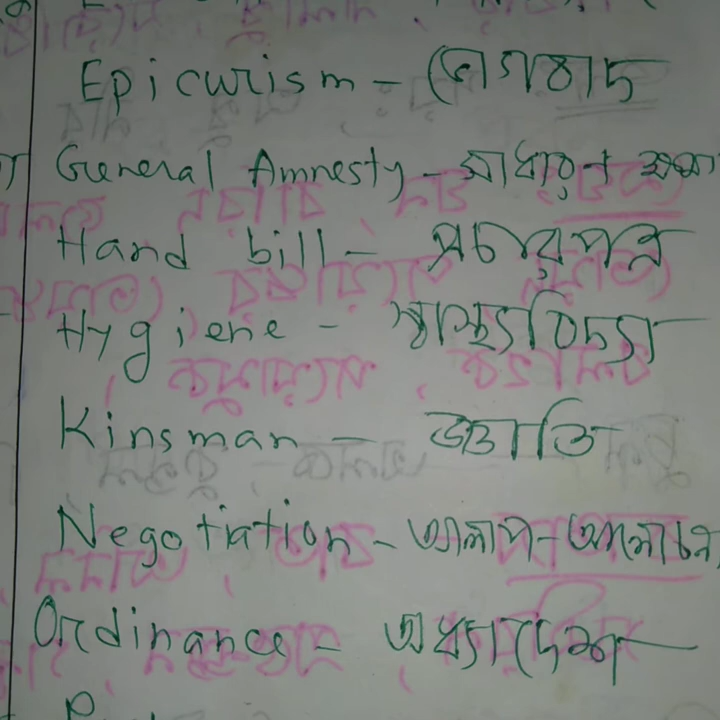 Epicurism - ভোগবাদ
General Amnesty - সাধারণ ক্ষমা
Hand bill - প্রচারপত্র
Hygiene - স্বাস্থ্যবিদ্যা
Kinsman - জ্ঞাতি
Negotiation - আলাপ-আলোচনা
Ordinance - অধ্যাদেশ